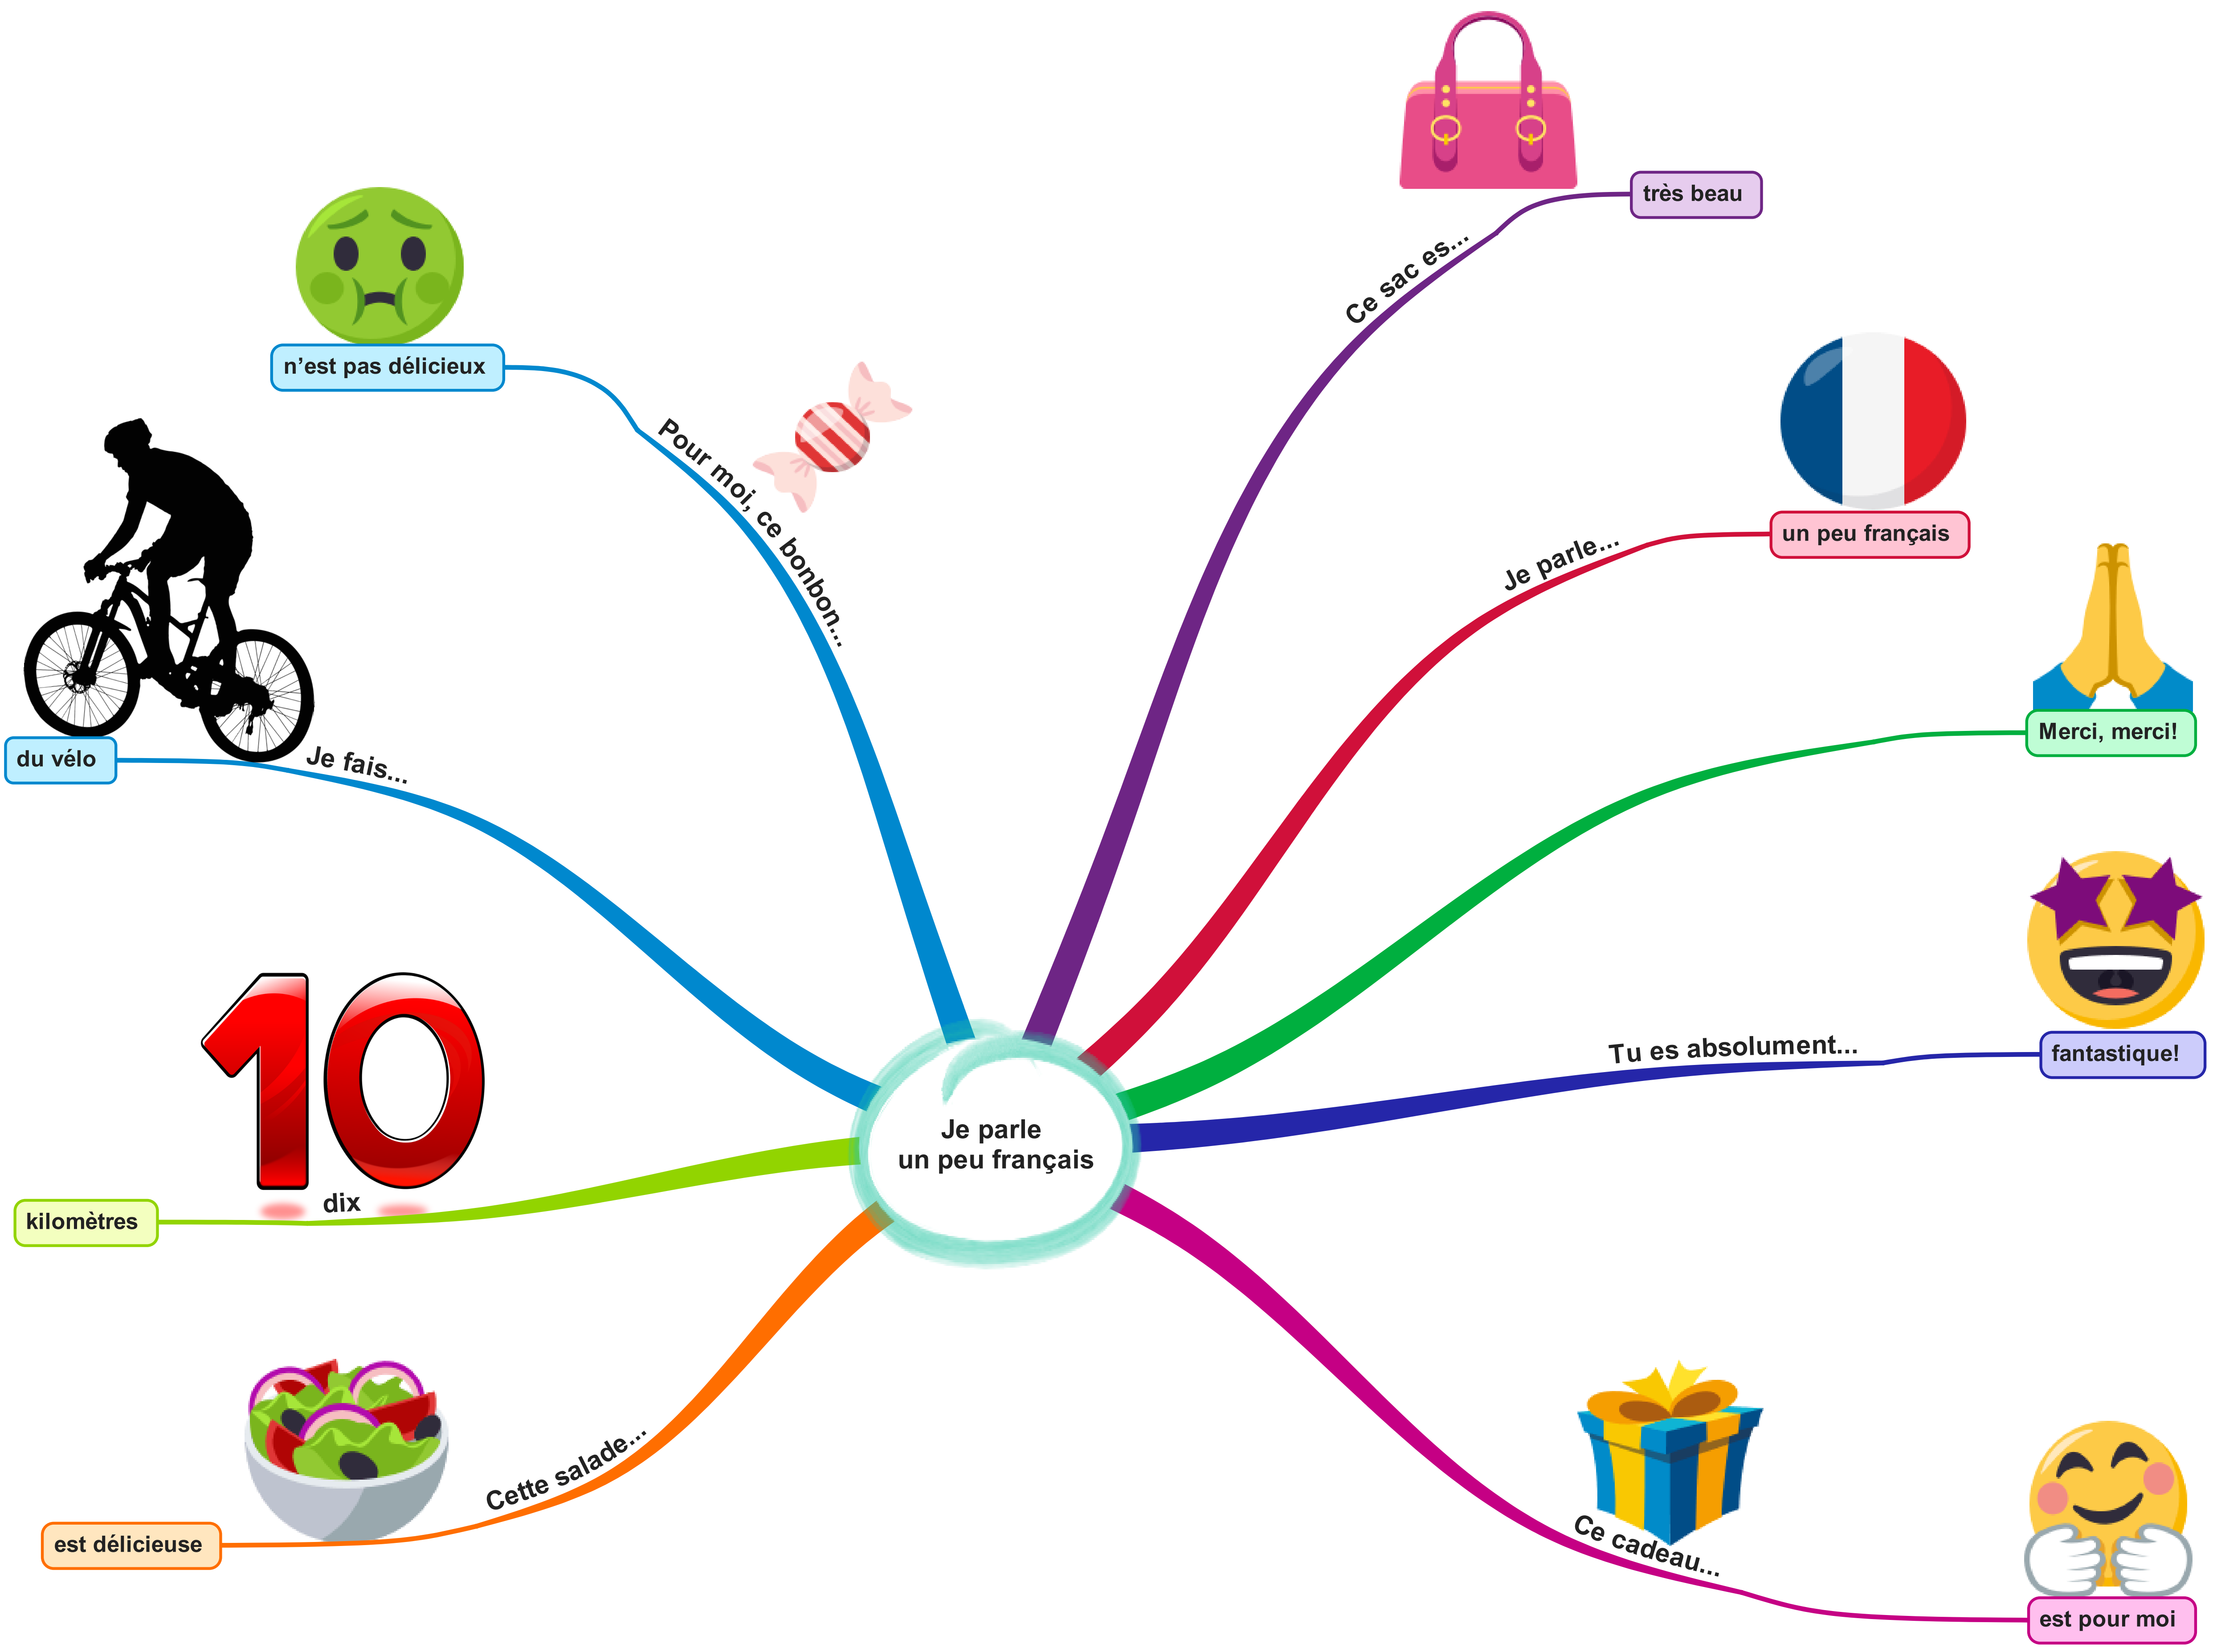 Je parle
un peu français
Ce sac es...
très beau
Je parle...
un peu français
Merci, merci!
Tu es absolument...
fantastique!
Ce cadeau...
est pour moi
Cette salade...
est délicieuse
10
dix
kilomètres
Je fais...
du vélo
Pour moi, ce bonbon...
n’est pas délicieux